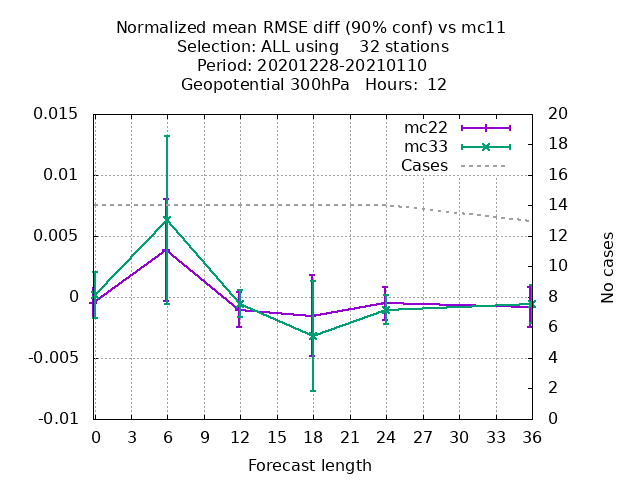 Normalized mean RMSE diff (90% conf) vs mc11
Selection: ALL using    32 stations
Period: 20201228-20210110
Geopotential 300hPa   Hours:  12
0.015
0.01
0.005
0
-0.005
-0.01
20
18
16
14
12
10
8
6
4
2
0
mc22
mc33
Cases
No cases
0 3 6 9 12 15 18 21 24 27 30 33 36
Forecast length